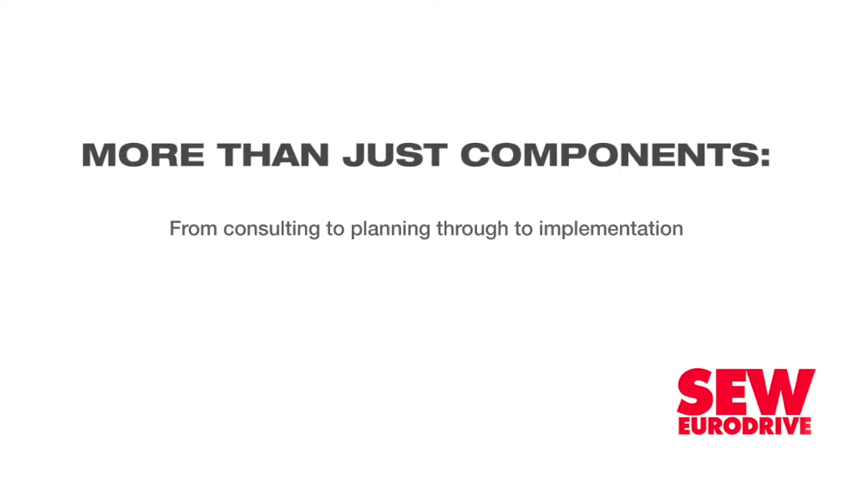 MORE THAN JUST COMPONENTS:
From consulting to planning through to implementation
SEW
EURODRIVE